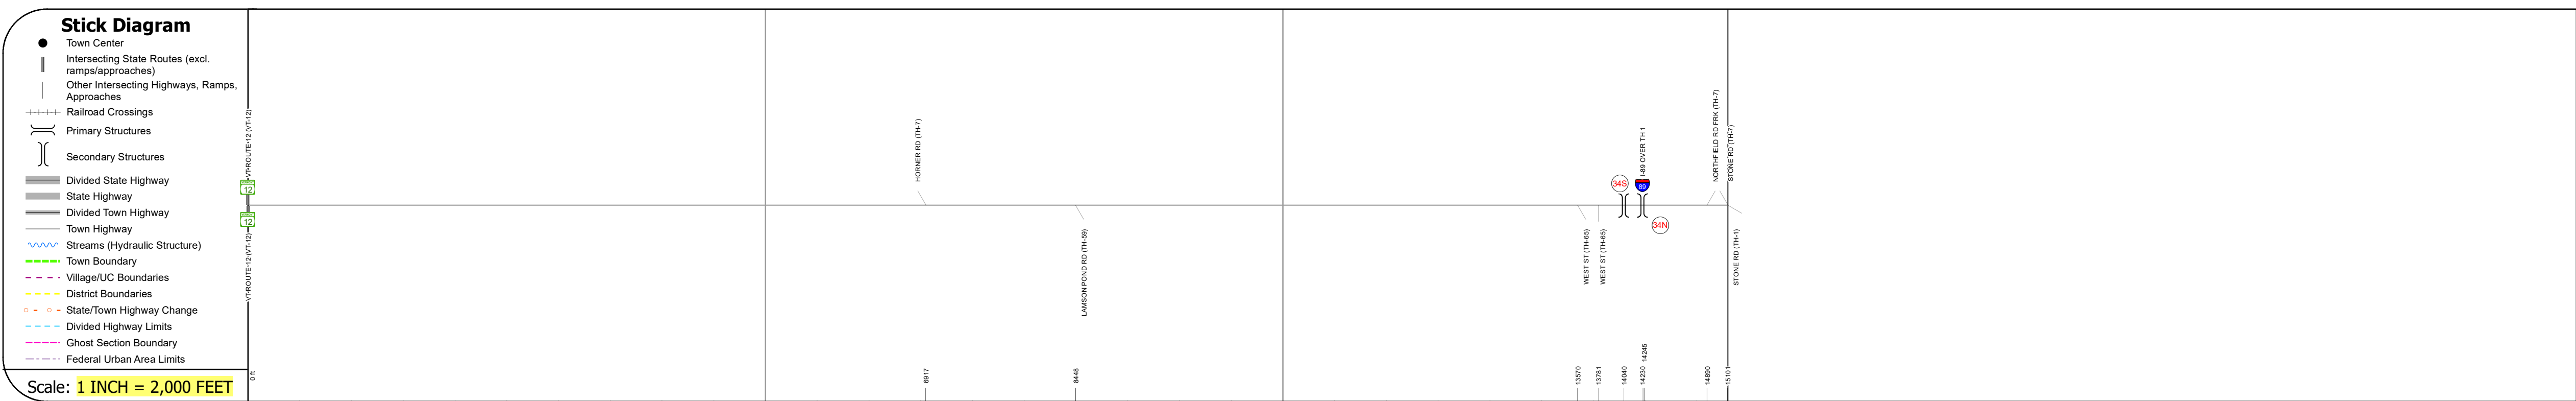 Stick Diagram
Town Center
Intersecting State Routes (excl.
ramps/approaches)
Other Intersecting Highways, Ramps,
Approaches
Railroad Crossings
Primary Structures
Secondary Structures
Divided State Highway
State Highway
Divided Town Highway
Town Highway
Streams (Hydraulic Structure)
Town Boundary
Village/UC Boundaries
District Boundaries
State/Town Highway Change
Divided Highway Limits
Ghost Section Boundary
Federal Urban Area Limits
Scale: 1 INCH = 2,000 FEET
VT-ROUTE-12 (VT-12)
12
12
VT-ROUTE-12 (VT-12)
0 ft
HORNER RD (TH-7)
6917
LAMSON POND RD (TH-59)
8448
WEST ST (TH-65)
13570
WEST ST (TH-65)
13781
34S
14040
I-89 OVER TH 1
89
34N
14230
14245
NORTHFIELD RD FRK (TH-7)
14890
STONE RD (TH-7)
STONE RD (TH-1)
15101